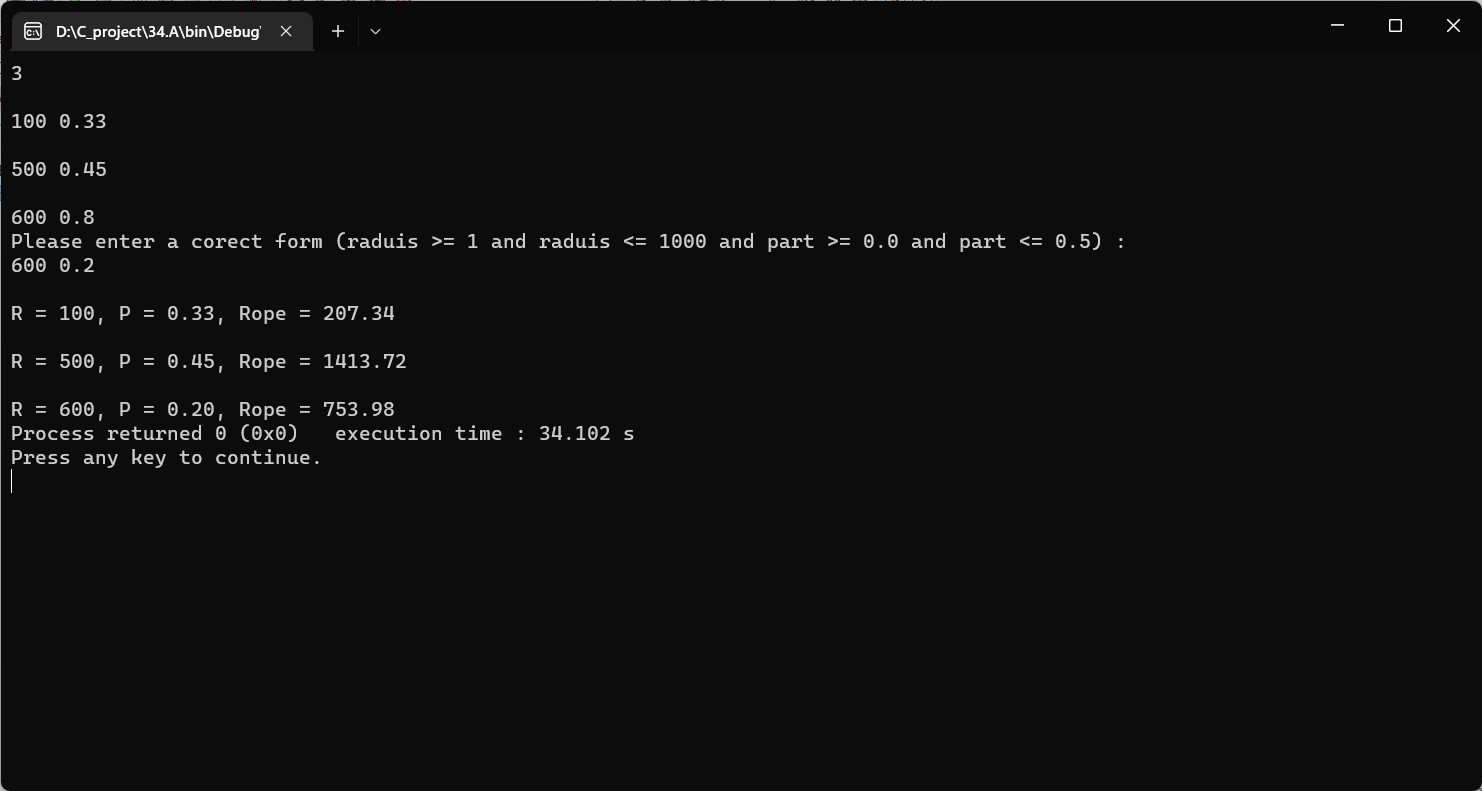 D:\C_project\34.A\bin\Debug'
3
100 0.33
500 0.45
600 0.8
Please enter a corect form (raduis >= 1 and raduis <= 1000 and part >= 0.0 and part <= 0.5) :
600 0.2
R = 100, P = 0.33, Rope = 207.34
R = 500, P = 0.45, Rope = 1413.72
R = 600, P = 0.20, Rope = 753.98
Process returned 0 (0x0)   execution time : 34.102 s
Press any key to continue.